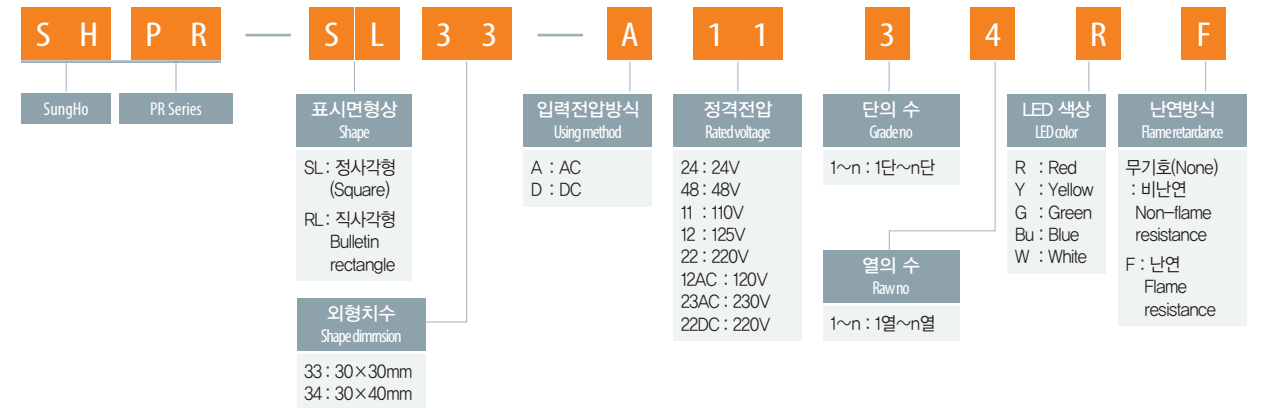 S H P R — S L 3 3 — A 1 1 3 4 R F
SungHo
PR Series
표시면형상
Shape
SL : 정사각형
(Square)
RL : 직사각형
Bulletin
rectangle
외형치수
Shape dimmsion
33 : 30×30mm
34 : 30×40mm
입력전압방식
Using method
A : AC
D : DC
정격전압
Rated voltage
24 : 24V
48 : 48V
11 : 110V
12 : 125V
22 : 220V
12AC : 120V
23AC : 230V
22DC : 220V
단의 수
Grade no
1~n : 1단~n단
열의 수
Raw no
1~n : 1열~n열
LED 색상
LED color
R : Red
Y : Yellow
G : Green
Bu : Blue
W : White
난연방식
Flame retardance
무기호(None)
: 비난연
Non-flame
resistance
F : 난연
Flame
resistance